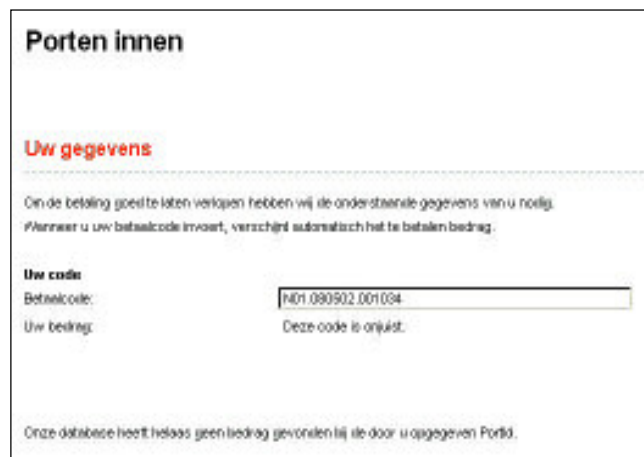 Porten innen
Uw gegevens
Om de betaling goed te laten verlopen hebben wij de onderstaande gegevens van u nodig.
Wanneer u uw betaalcode invoert, verschijnt automatisch het te betalen bedrag.
Uw code
Betaalcode: N01.080502.001034
Uw bedrag: Deze code is onjuist.
Onze database heeft helaas geen bedrag gevonden bij de door u opgegeven PortId.